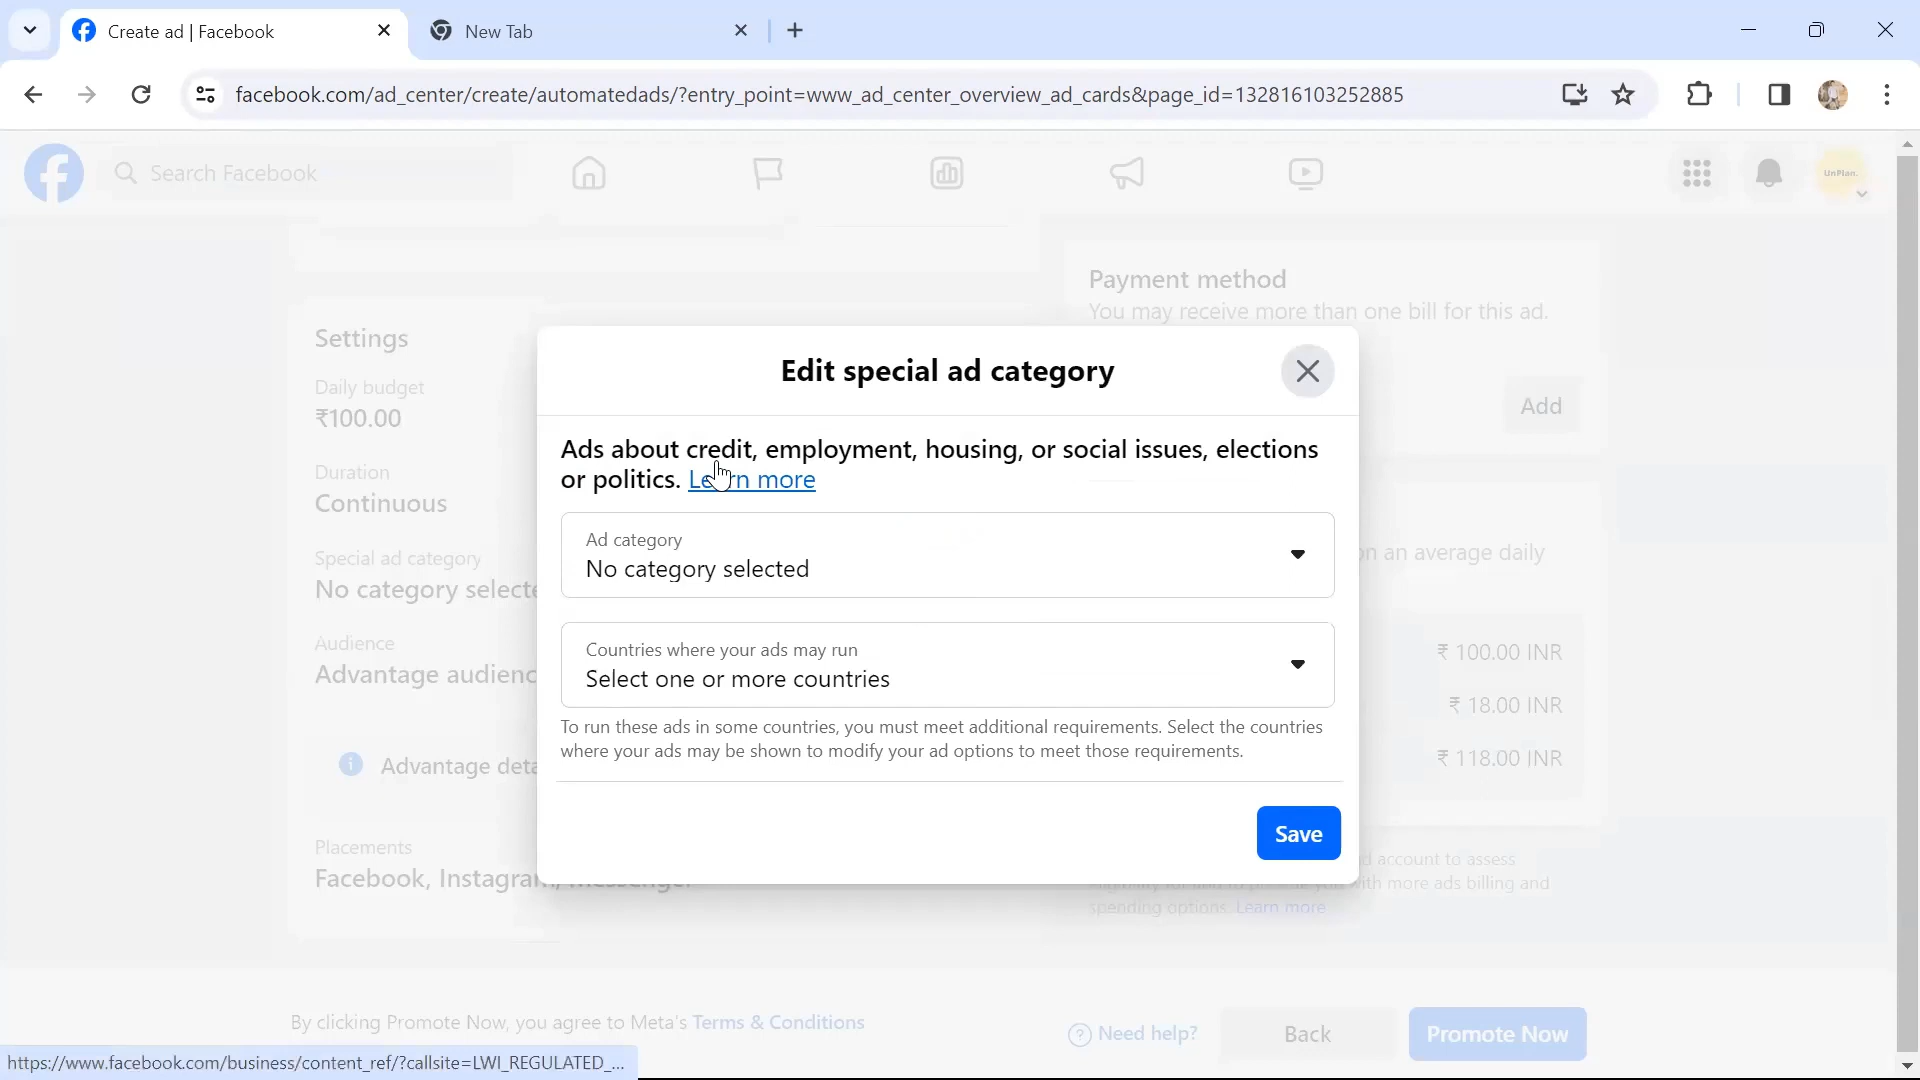 Create ad | Facebook
New Tab
facebook.com/ad_center/create/automatedads/?entry_point=www_ad_center_overview_ad_cards&page_id=132816103252885
Search Facebook
UnPlan.
Payment method
You may receive more than one bill for this ad.
Add
Settings
Daily budget
₹100.00
Duration
Continuous
Special ad category
No category selecte
Audience
Advantage audienc
Advantage deta
Placements
Facebook, Instagram, Messenger
Edit special ad category
Ads about credit, employment, housing, or social issues, elections
or politics. Learn more
Ad category
No category selected
Countries where your ads may run
Select one or more countries
To run these ads in some countries, you must meet additional requirements. Select the countries
where your ads may be shown to modify your ad options to meet those requirements.
Save
on an average daily
₹ 100.00 INR
₹ 18.00 INR
₹ 118.00 INR
d account to assess
with more ads billing and
spending options. Learn more
By clicking Promote Now, you agree to Meta's Terms & Conditions
Need help?
Back
Promote Now
https://www.facebook.com/business/content_ref/?callsite=LWI_REGULATED_...